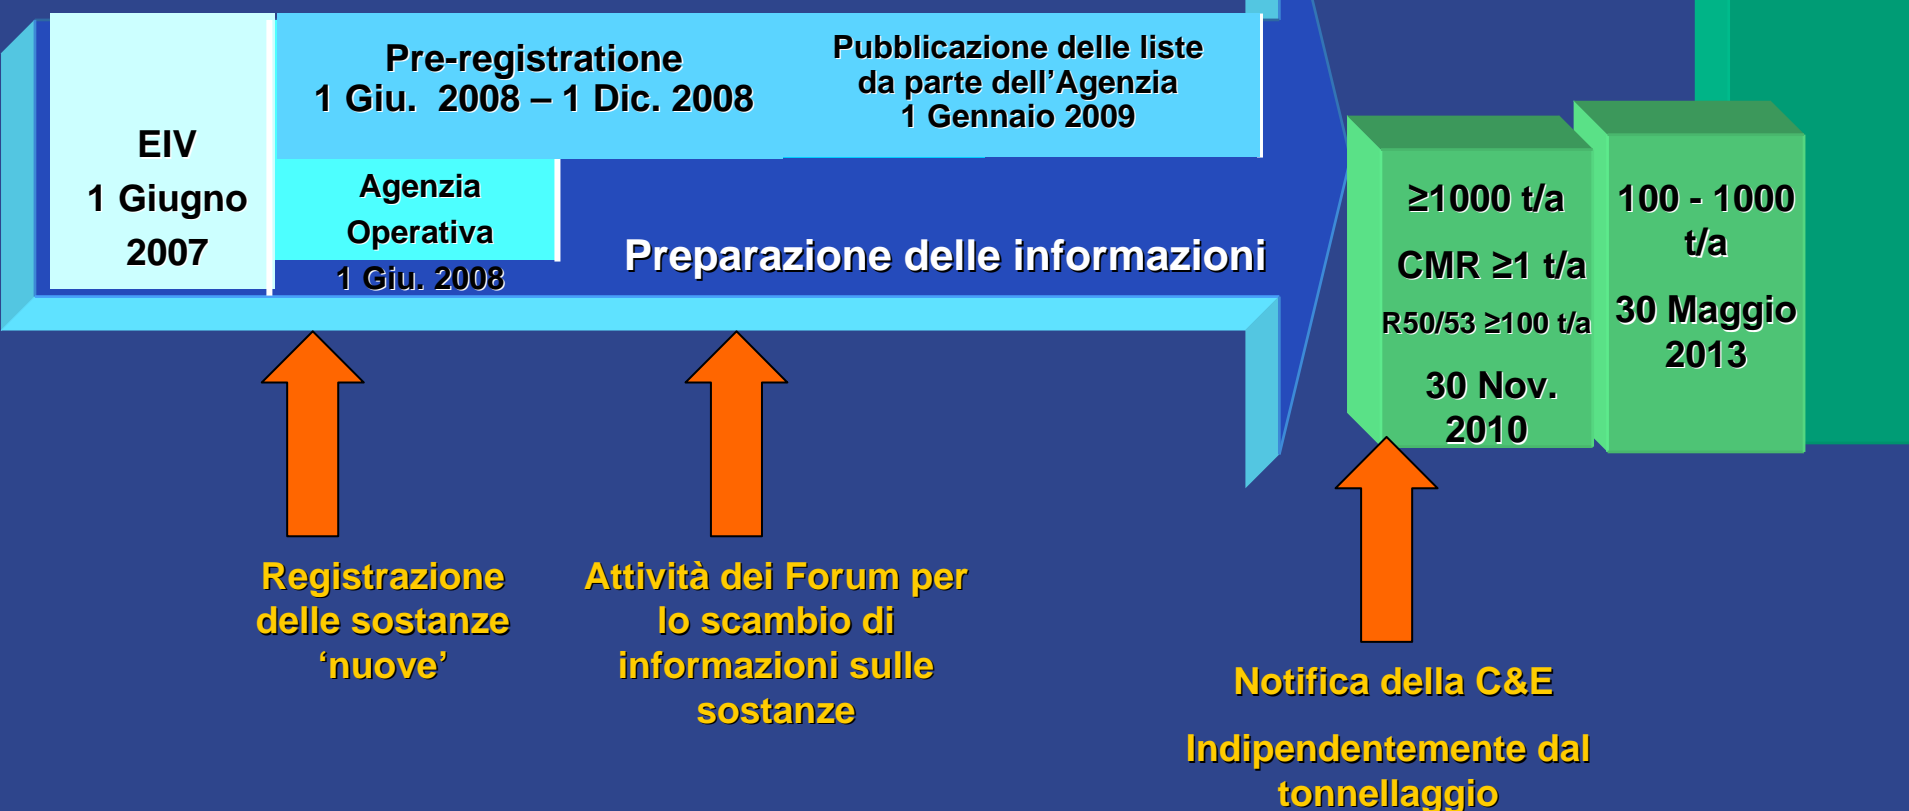 EIV
1 Giugno
2007
Pre-registratione
1 Giu. 2008 – 1 Dic. 2008
Pubblicazione delle liste
da parte dell’Agenzia
1 Gennaio 2009
Agenzia
Operativa
1 Giu. 2008
Preparazione delle informazioni
≥1000 t/a
CMR ≥1 t/a
R50/53 ≥100 t/a
30 Nov.
2010
100 - 1000
t/a
30 Maggio
2013
Registrazione
delle sostanze
‘nuove’
Attività dei Forum per
lo scambio di
informazioni sulle
sostanze
Notifica della C&E
Indipendentemente dal
tonnellaggio